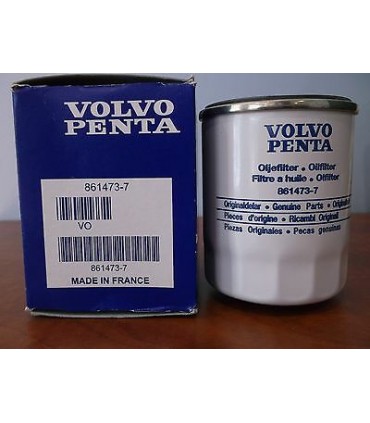 VOLVO
PENTA
861473-7
VO
861473-7
MADE IN FRANCE
VOLVO
PENTA
Oljefilter • Oilfilter
Filtre a huile • Ölfilter
861473-7
Originaldelar • Genuine Parts •
Pieces d'origine • Ricambi Originali
Piezas Originales • Peças genuinas